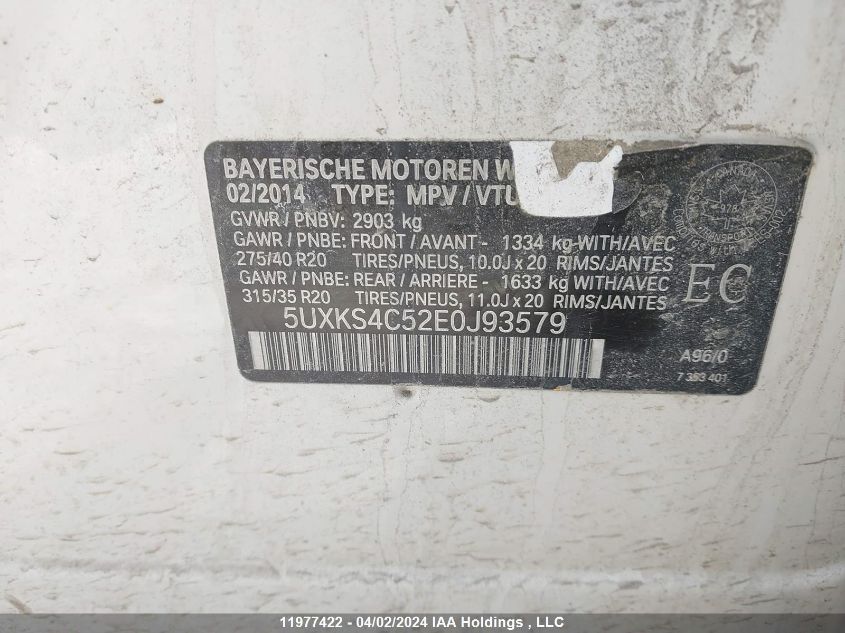 BAYERISCHE MOTOREN W
02/2014 TYPE: MPV / VTU
GVWR / PNBV: 2903 kg
GAWR / PNBE: FRONT / AVANT - 1334 kg WITH/AVEC
275/40 R20 TIRES/PNEUS, 10.0J x 20 RIMS/JANTES
GAWR / PNBE: REAR / ARRIERE - 1633 kg WITH/AVEC
315/35 R20 TIRES/PNEUS, 11.0J x 20 RIMS/JANTES
5UXKS4C52E0J93579
CANADA
TRANSPORT
EC
A96/0
7 353 401
11977422 - 04/02/2024 IAA Holdings , LLC